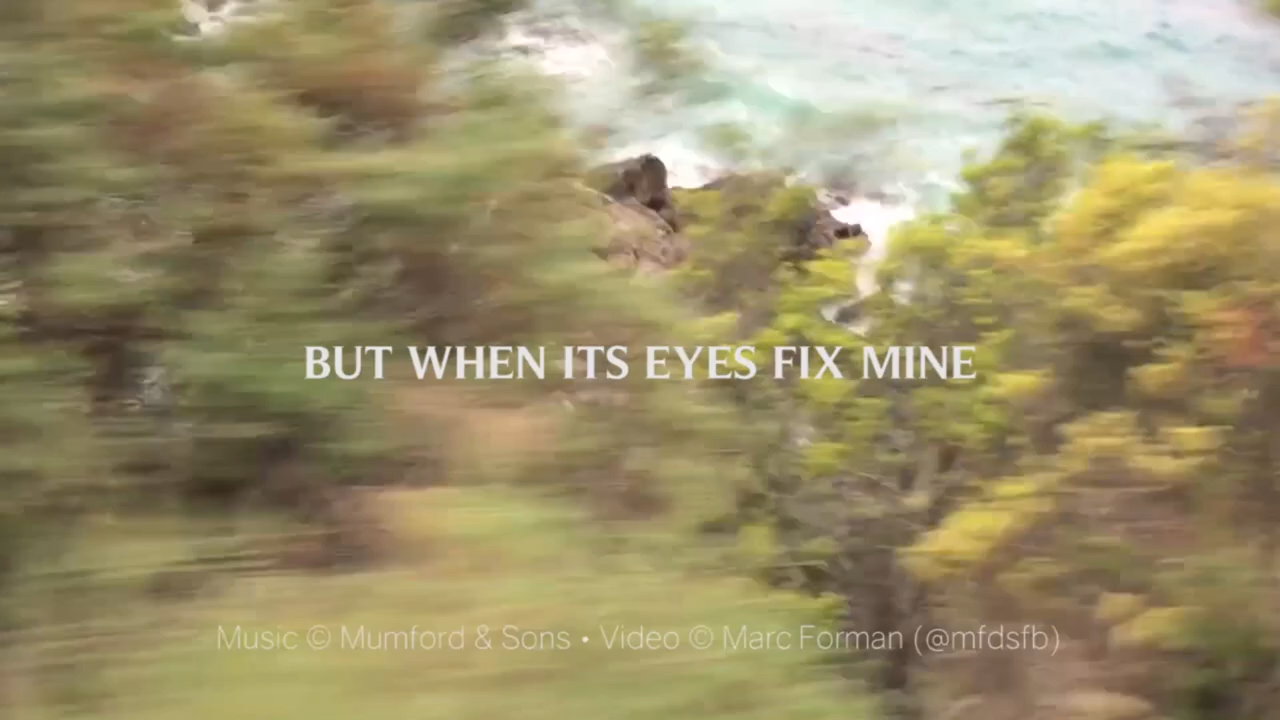 BUT WHEN ITS EYES FIX MINE
Music © Mumford & Sons • Video © Marc Forman (@mfdsfb)